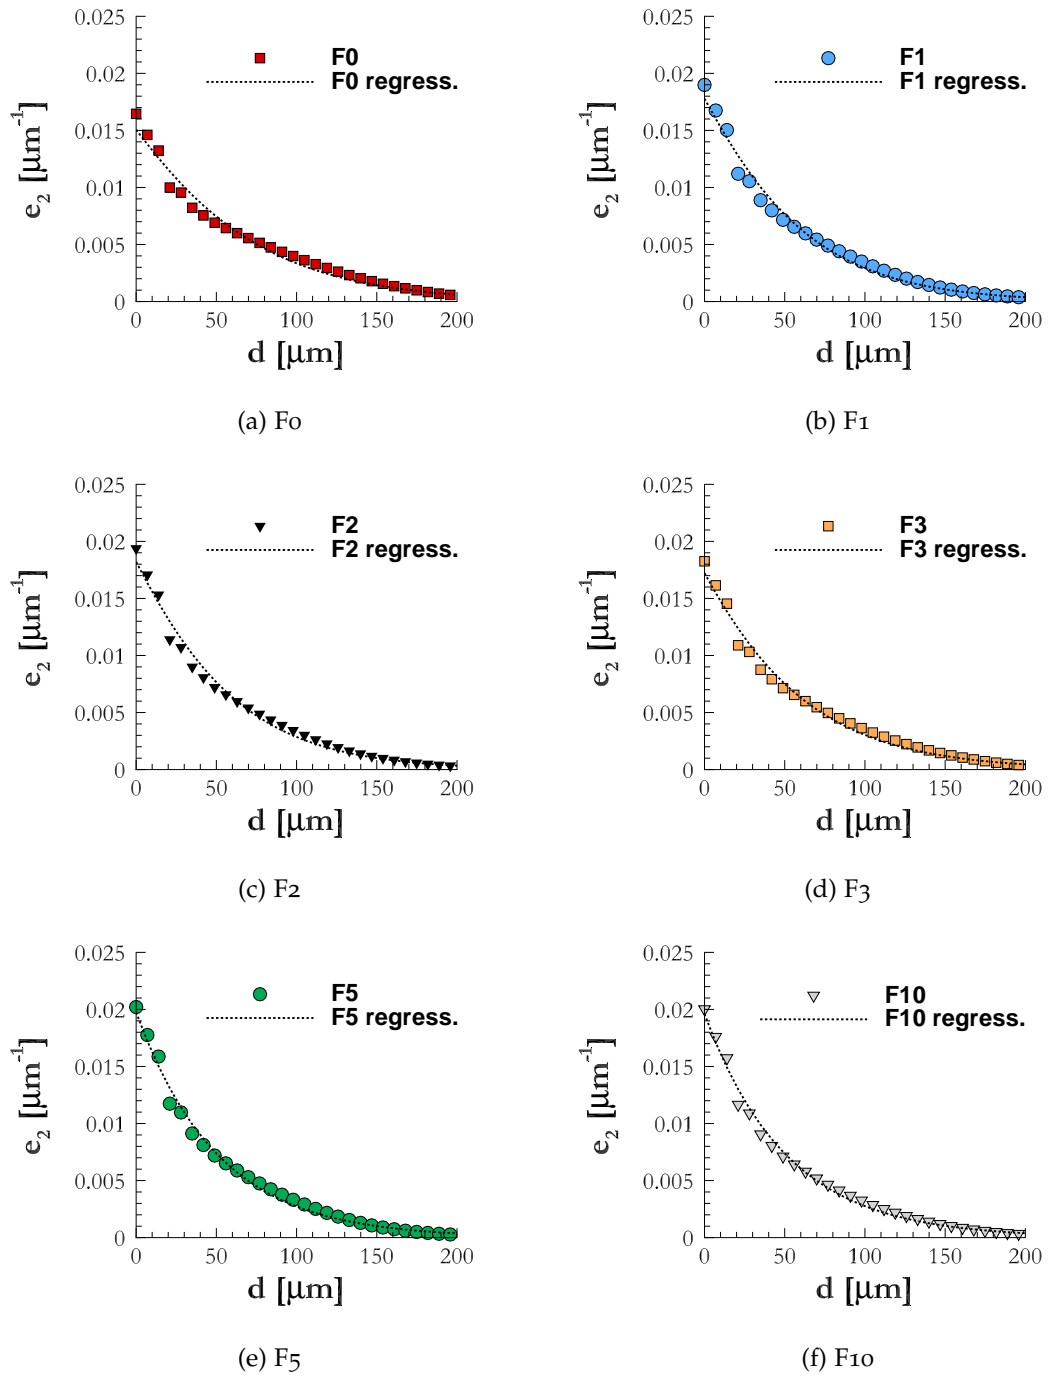 0.025
F0
F0 regress.
0.02
0.015
0.01
0.005
0
e₂ [μm⁻¹]
0 50 100 150 200
d [μm]
(a) F0
0.025
F1
F1 regress.
0.02
0.015
0.01
0.005
0
e₂ [μm⁻¹]
0 50 100 150 200
d [μm]
(b) F1
0.025
F2
F2 regress.
0.02
0.015
0.01
0.005
0
e₂ [μm⁻¹]
0 50 100 150 200
d [μm]
(c) F2
0.025
F3
F3 regress.
0.02
0.015
0.01
0.005
0
e₂ [μm⁻¹]
0 50 100 150 200
d [μm]
(d) F3
0.025
F5
F5 regress.
0.02
0.015
0.01
0.005
0
e₂ [μm⁻¹]
0 50 100 150 200
d [μm]
(e) F5
0.025
F10
F10 regress.
0.02
0.015
0.01
0.005
0
e₂ [μm⁻¹]
0 50 100 150 200
d [μm]
(f) F10